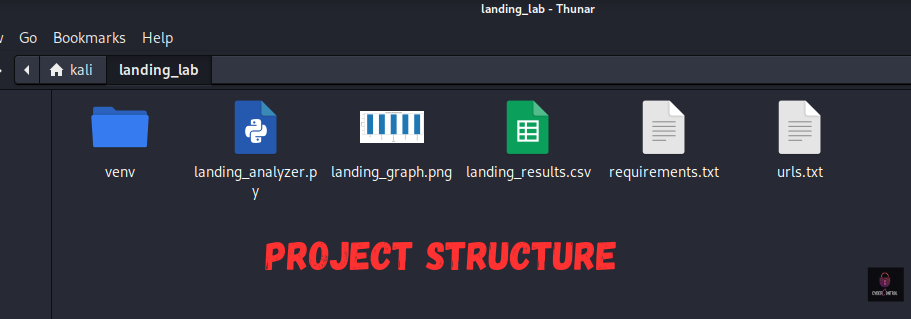 landing_lab - Thunar
Go Bookmarks Help
kali landing_lab
venv landing_analyzer.p landing_graph.png landing_results.csv requirements.txt urls.txt
y
PROJECT STRUCTURE